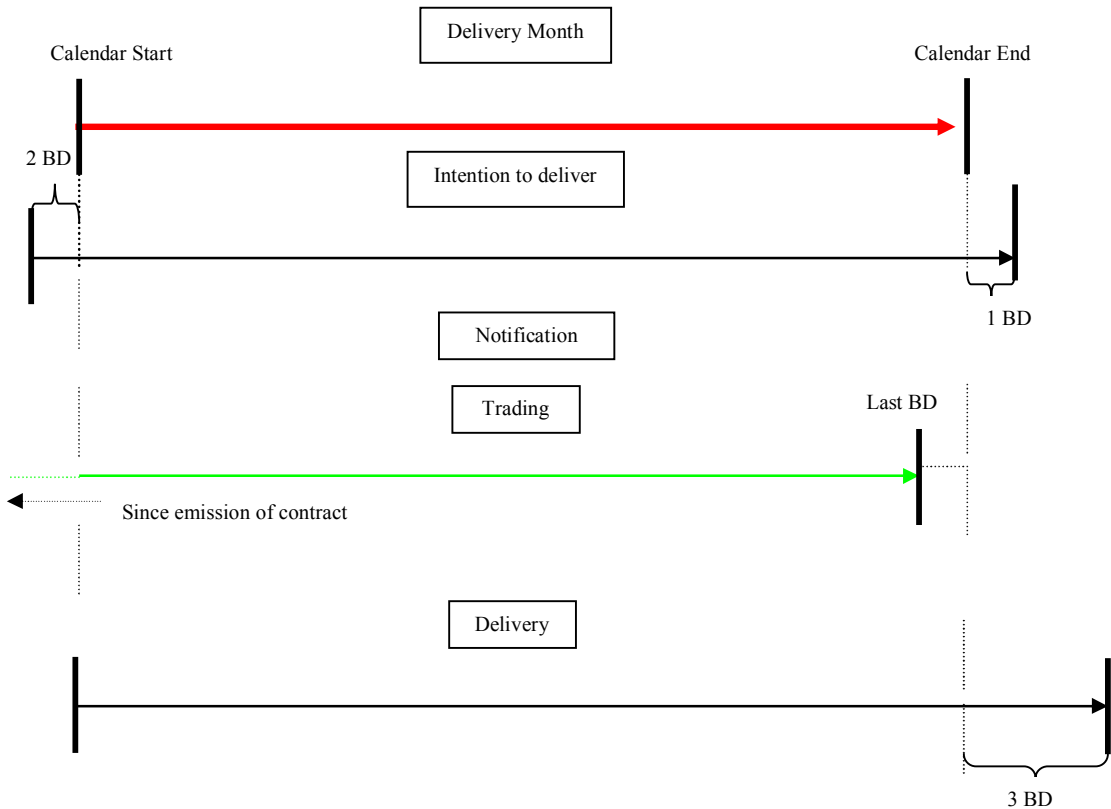 Delivery Month
Calendar Start
Calendar End
2 BD
Intention to deliver
1 BD
Notification
Trading
Last BD
Since emission of contract
Delivery
3 BD